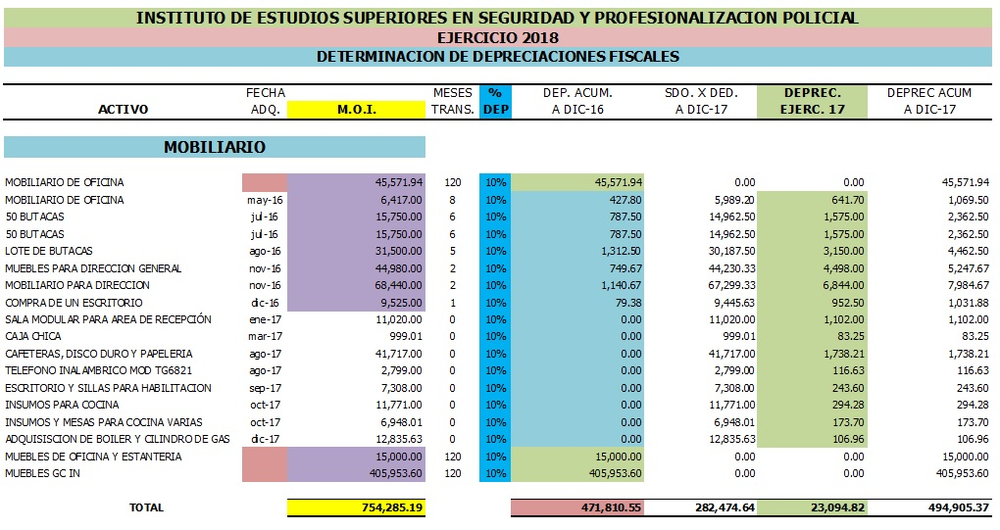 INSTITUTO DE ESTUDIOS SUPERIORES EN SEGURIDAD Y PROFESIONALIZACION POLICIAL
EJERCICIO 2018
DETERMINACION DE DEPRECIACIONES FISCALES
FECHA MESES % DEP. ACUM. SDO. X DED. DEPREC. DEPREC ACUM
ACTIVO ADQ. M.O.I. TRANS. DEP A DIC-16 A DIC-17 EJERC. 17 A DIC-17
MOBILIARIO
MOBILIARIO DE OFICINA 45,571.94 120 10% 45,571.94 0.00 0.00 45,571.94
MOBILIARIO DE OFICINA may-16 6,417.00 8 10% 427.80 5,989.20 641.70 1,069.50
50 BUTACAS jul-16 15,750.00 6 10% 787.50 14,962.50 1,575.00 2,362.50
50 BUTACAS jul-16 15,750.00 6 10% 787.50 14,962.50 1,575.00 2,362.50
LOTE DE BUTACAS ago-16 31,500.00 5 10% 1,312.50 30,187.50 3,150.00 4,462.50
MUEBLES PARA DIRECCION GENERAL nov-16 44,980.00 2 10% 749.67 44,230.33 4,498.00 5,247.67
MOBILIARIO PARA DIRECCION nov-16 68,440.00 2 10% 1,140.67 67,299.33 6,844.00 7,984.67
COMPRA DE UN ESCRITORIO dic-16 9,525.00 1 10% 79.38 9,445.63 952.50 1,031.88
SALA MODULAR PARA AREA DE RECEPCIÓN ene-17 11,020.00 0 10% 0.00 11,020.00 1,102.00 1,102.00
CAJA CHICA mar-17 999.01 0 10% 0.00 999.01 83.25 83.25
CAFETERAS, DISCO DURO Y PAPELERIA ago-17 41,717.00 0 10% 0.00 41,717.00 1,738.21 1,738.21
TELEFONO INALAMBRICO MOD TG6821 ago-17 2,799.00 0 10% 0.00 2,799.00 116.63 116.63
ESCRITORIO Y SILLAS PARA HABILITACION sep-17 7,308.00 0 10% 0.00 7,308.00 243.60 243.60
INSUMOS PARA COCINA oct-17 11,771.00 0 10% 0.00 11,771.00 294.28 294.28
INSUMOS Y MESAS PARA COCINA VARIAS oct-17 6,948.01 0 10% 0.00 6,948.01 173.70 173.70
ADQUISISCION DE BOILER Y CILINDRO DE GAS dic-17 12,835.63 0 10% 0.00 12,835.63 106.96 106.96
MUEBLES DE OFICINA Y ESTANTERIA 15,000.00 120 10% 15,000.00 0.00 0.00 15,000.00
MUEBLES GC IN 405,953.60 120 10% 405,953.60 0.00 0.00 405,953.60
TOTAL 754,285.19 471,810.55 282,474.64 23,094.82 494,905.37